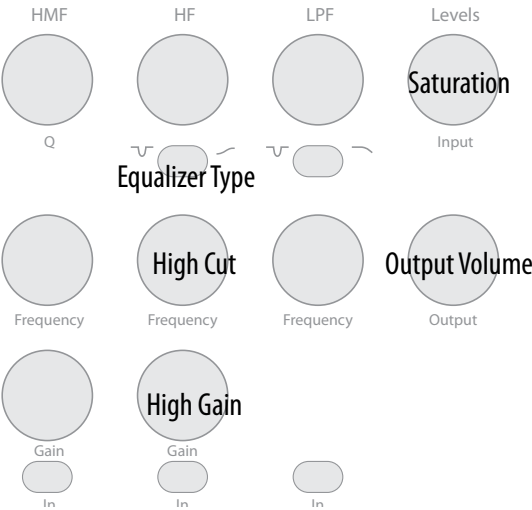 HMF HF LPF Levels
Saturation
Q Input
Equalizer Type
High Cut Output Volume
Frequency Frequency Frequency Output
High Gain
Gain Gain
In In In